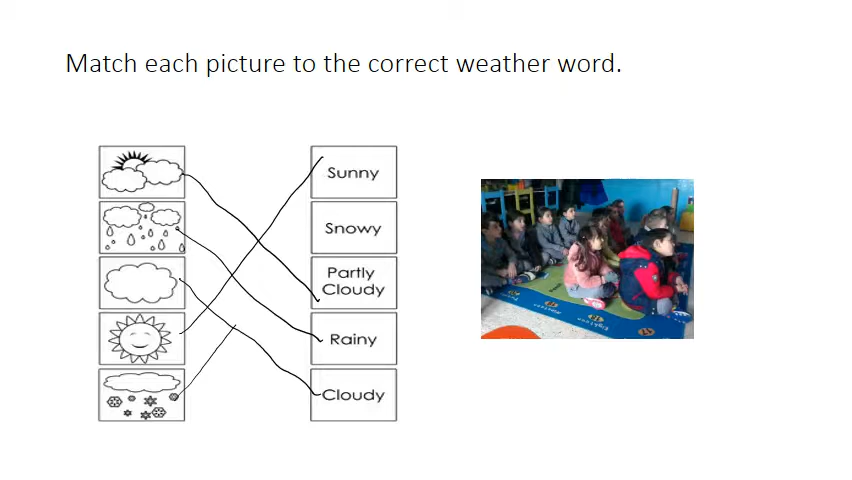 Match each picture to the correct weather word.
Sunny
Snowy
Partly
Cloudy
Rainy
Cloudy